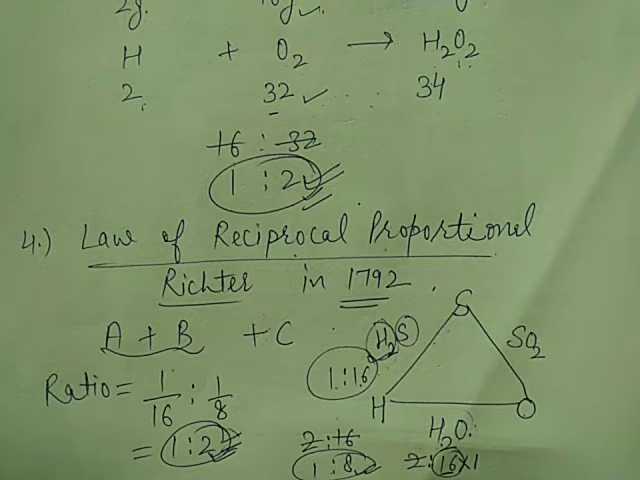 2g.
H + O₂ → H₂O₂
2. 32 ✓ 34
16 : 32
1 : 2
4.) Law of Reciprocal Proportional
Richter in 1792.
A + B + C
S
H₂S
SO₂
1:16
Ratio = 1/16 : 1/8
H
O
H₂O.
= 1:2
2:16
1:8
2:16×1